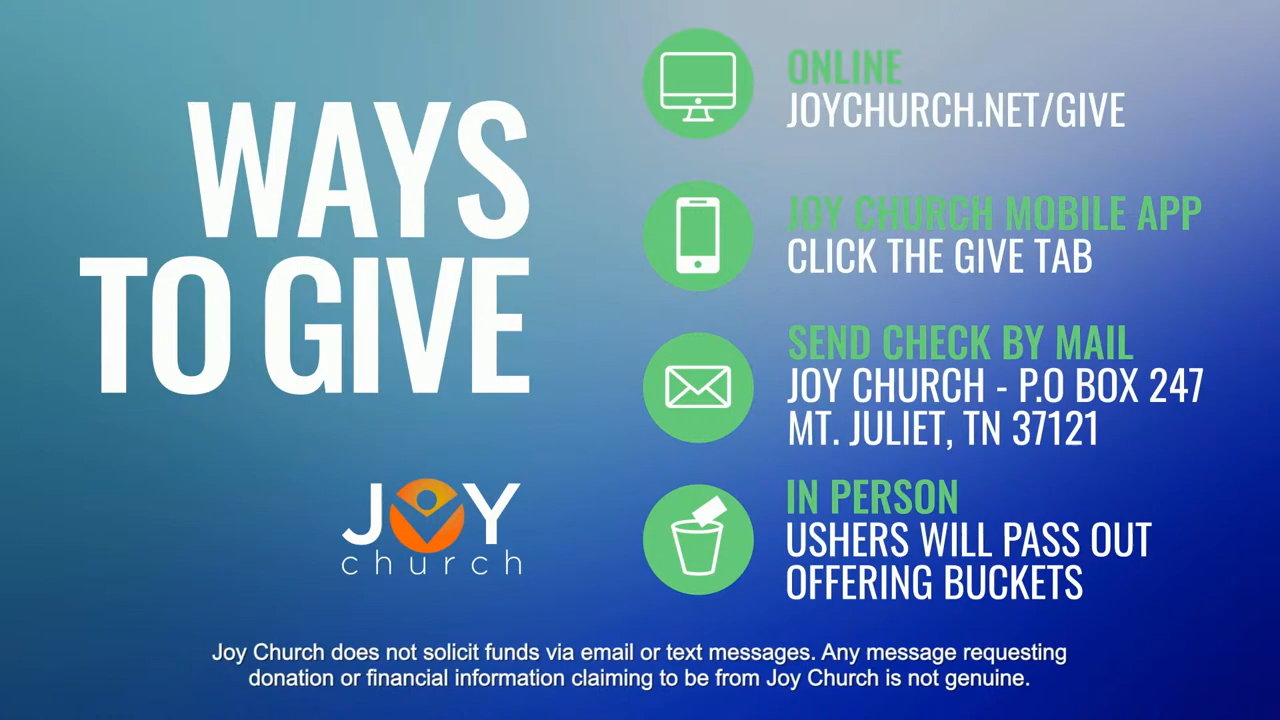 WAYS
TO GIVE
JOY
church
ONLINE
JOYCHURCH.NET/GIVE
JOY CHURCH MOBILE APP
CLICK THE GIVE TAB
SEND CHECK BY MAIL
JOY CHURCH - P.O BOX 247
MT. JULIET, TN 37121
IN PERSON
USHERS WILL PASS OUT
OFFERING BUCKETS
Joy Church does not solicit funds via email or text messages. Any message requesting
donation or financial information claiming to be from Joy Church is not genuine.